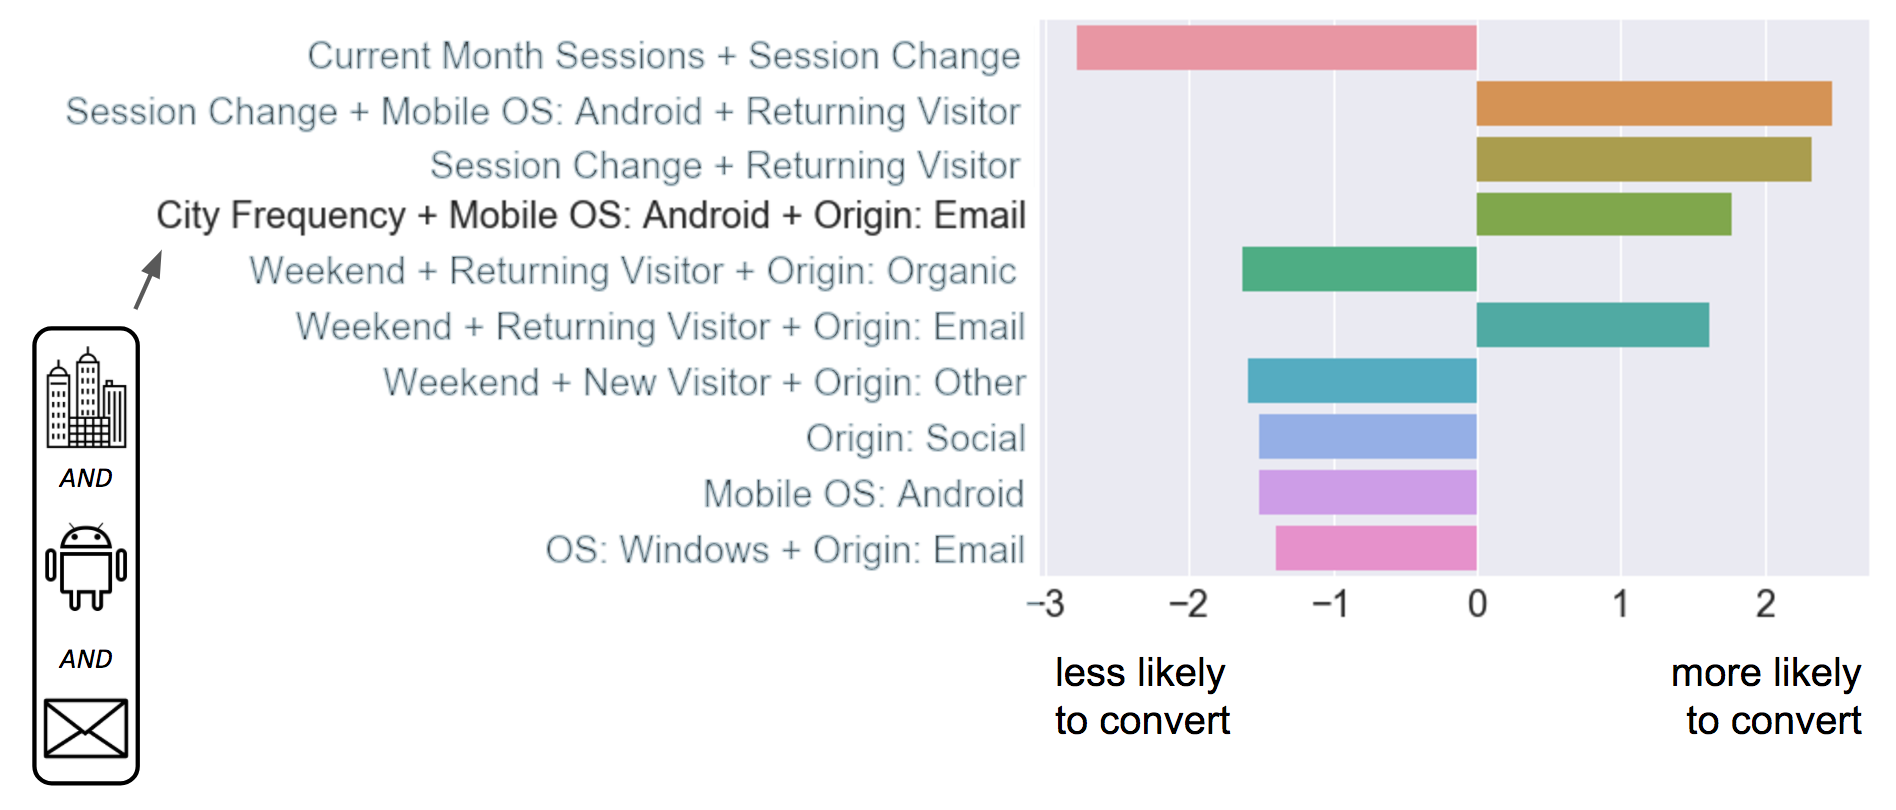 Current Month Sessions + Session Change
Session Change + Mobile OS: Android + Returning Visitor
Session Change + Returning Visitor
City Frequency + Mobile OS: Android + Origin: Email
Weekend + Returning Visitor + Origin: Organic
Weekend + Returning Visitor + Origin: Email
Weekend + New Visitor + Origin: Other
Origin: Social
Mobile OS: Android
OS: Windows + Origin: Email
−3 −2 −1 0 1 2
less likely
to convert
more likely
to convert
AND
AND